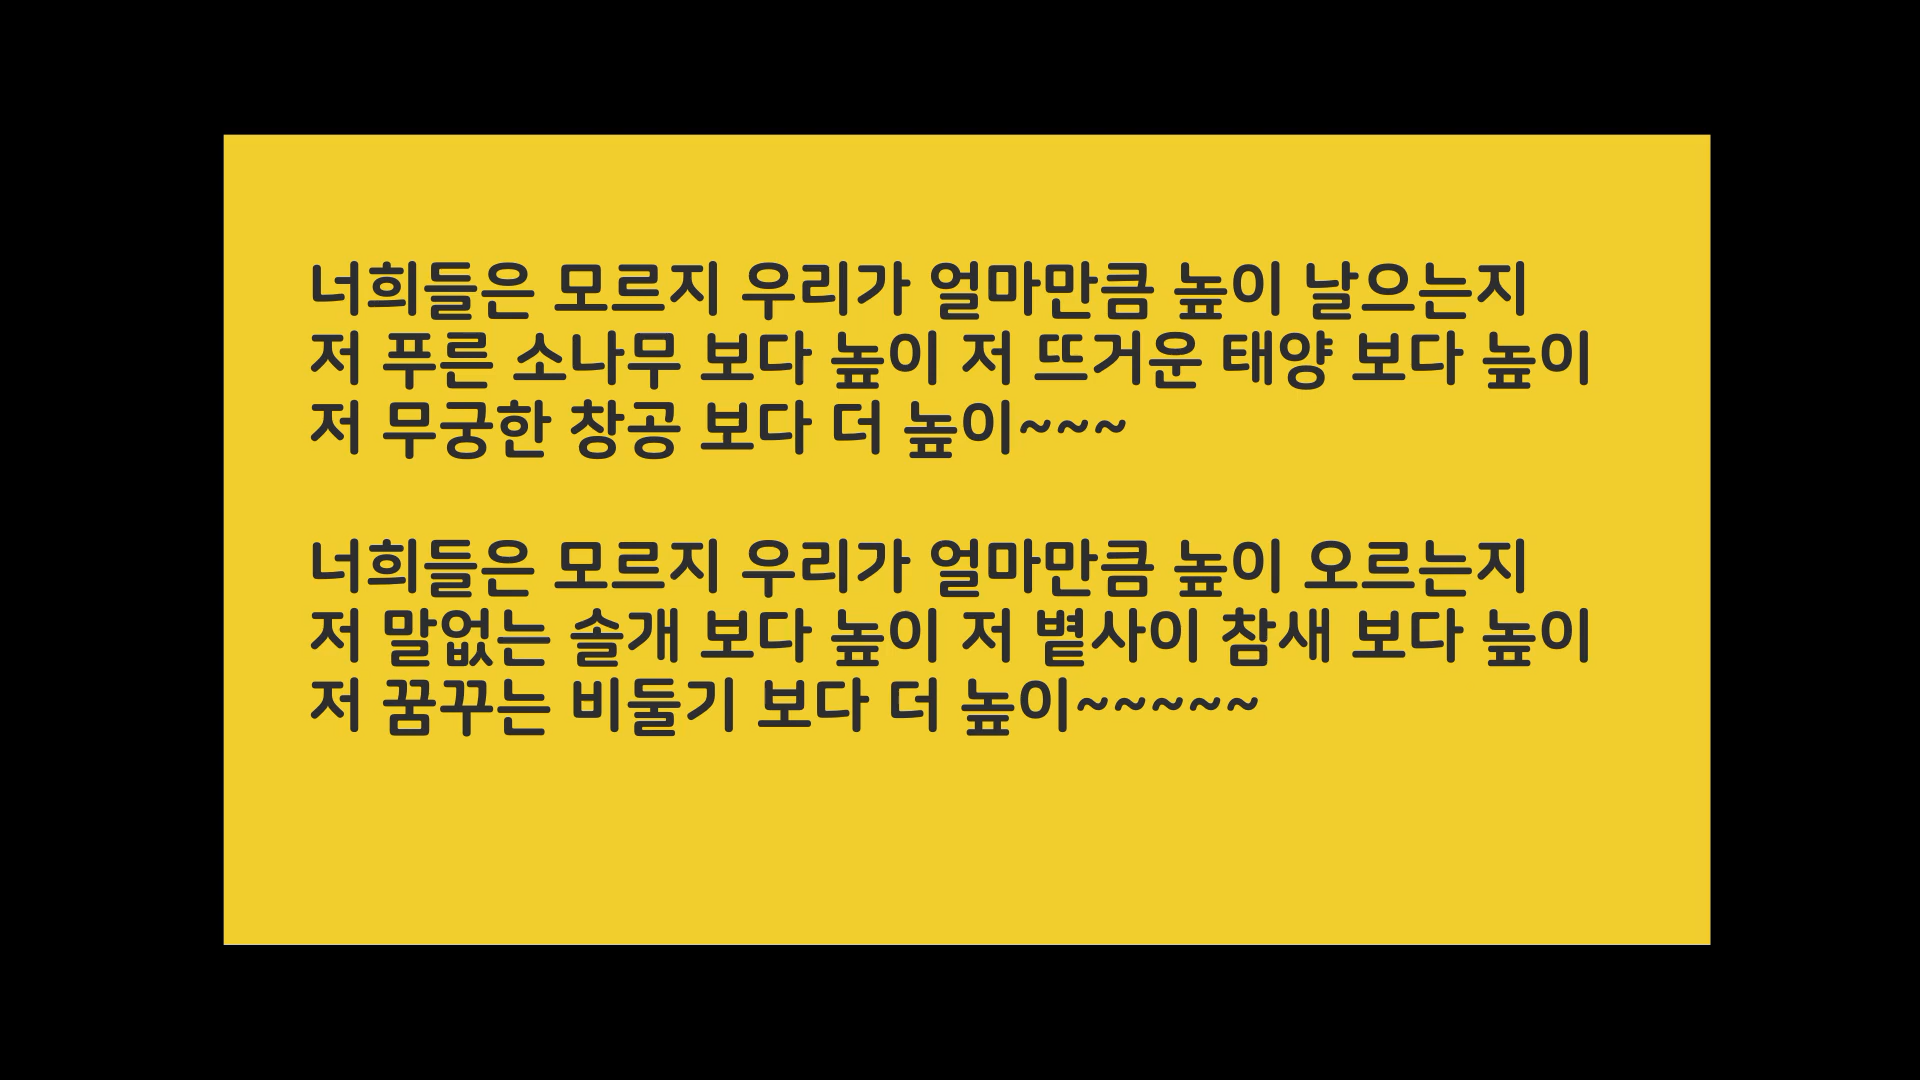 너희들은 모르지 우리가 얼마만큼 높이 날으는지
저 푸른 소나무 보다 높이 저 뜨거운 태양 보다 높이
저 무궁한 창공 보다 더 높이~~~
너희들은 모르지 우리가 얼마만큼 높이 오르는지
저 말없는 솔개 보다 높이 저 볕사이 참새 보다 높이
저 꿈꾸는 비둘기 보다 더 높이~~~~~